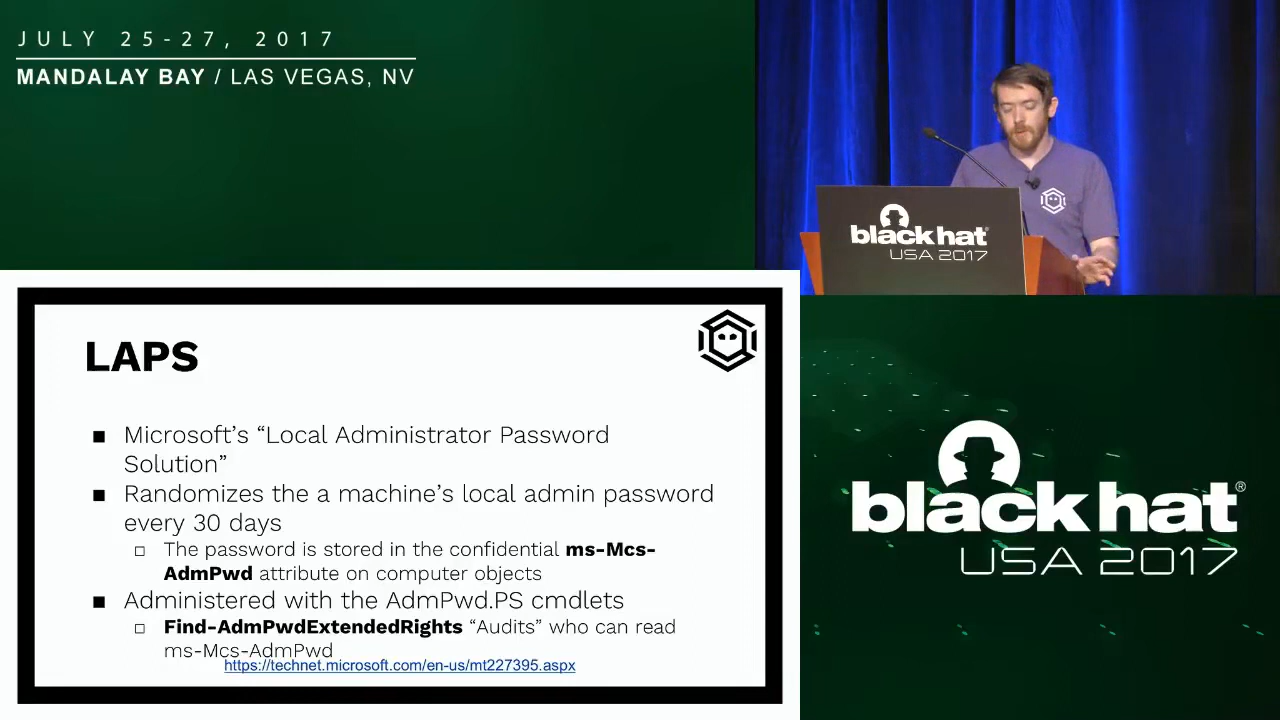 JULY 25-27, 2017
MANDALAY BAY / LAS VEGAS, NV
black hat
USA 2017
LAPS
■ Microsoft's “Local Administrator Password
Solution”
■ Randomizes the a machine's local admin password
every 30 days
□ The password is stored in the confidential ms-Mcs-
AdmPwd attribute on computer objects
■ Administered with the AdmPwd.PS cmdlets
□ Find-AdmPwdExtendedRights “Audits” who can read
ms-Mcs-AdmPwd
https://technet.microsoft.com/en-us/mt227395.aspx
black hat®
USA 2017